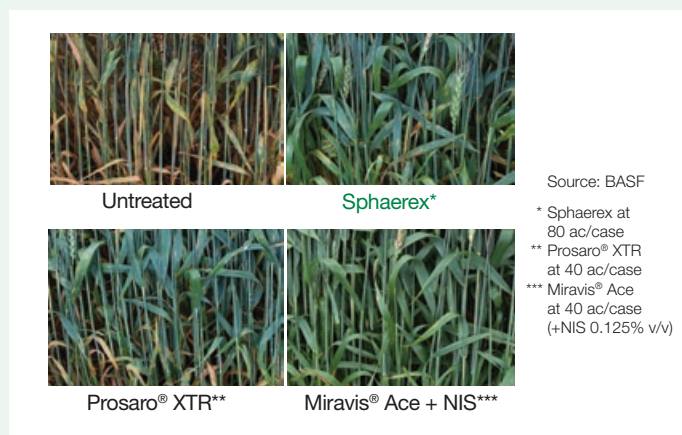 Untreated
Sphaerex*
Prosaro® XTR**
Miravis® Ace + NIS***
Source: BASF
* Sphaerex at
80 ac/case
** Prosaro® XTR
at 40 ac/case
*** Miravis® Ace
at 40 ac/case
(+NIS 0.125% v/v)